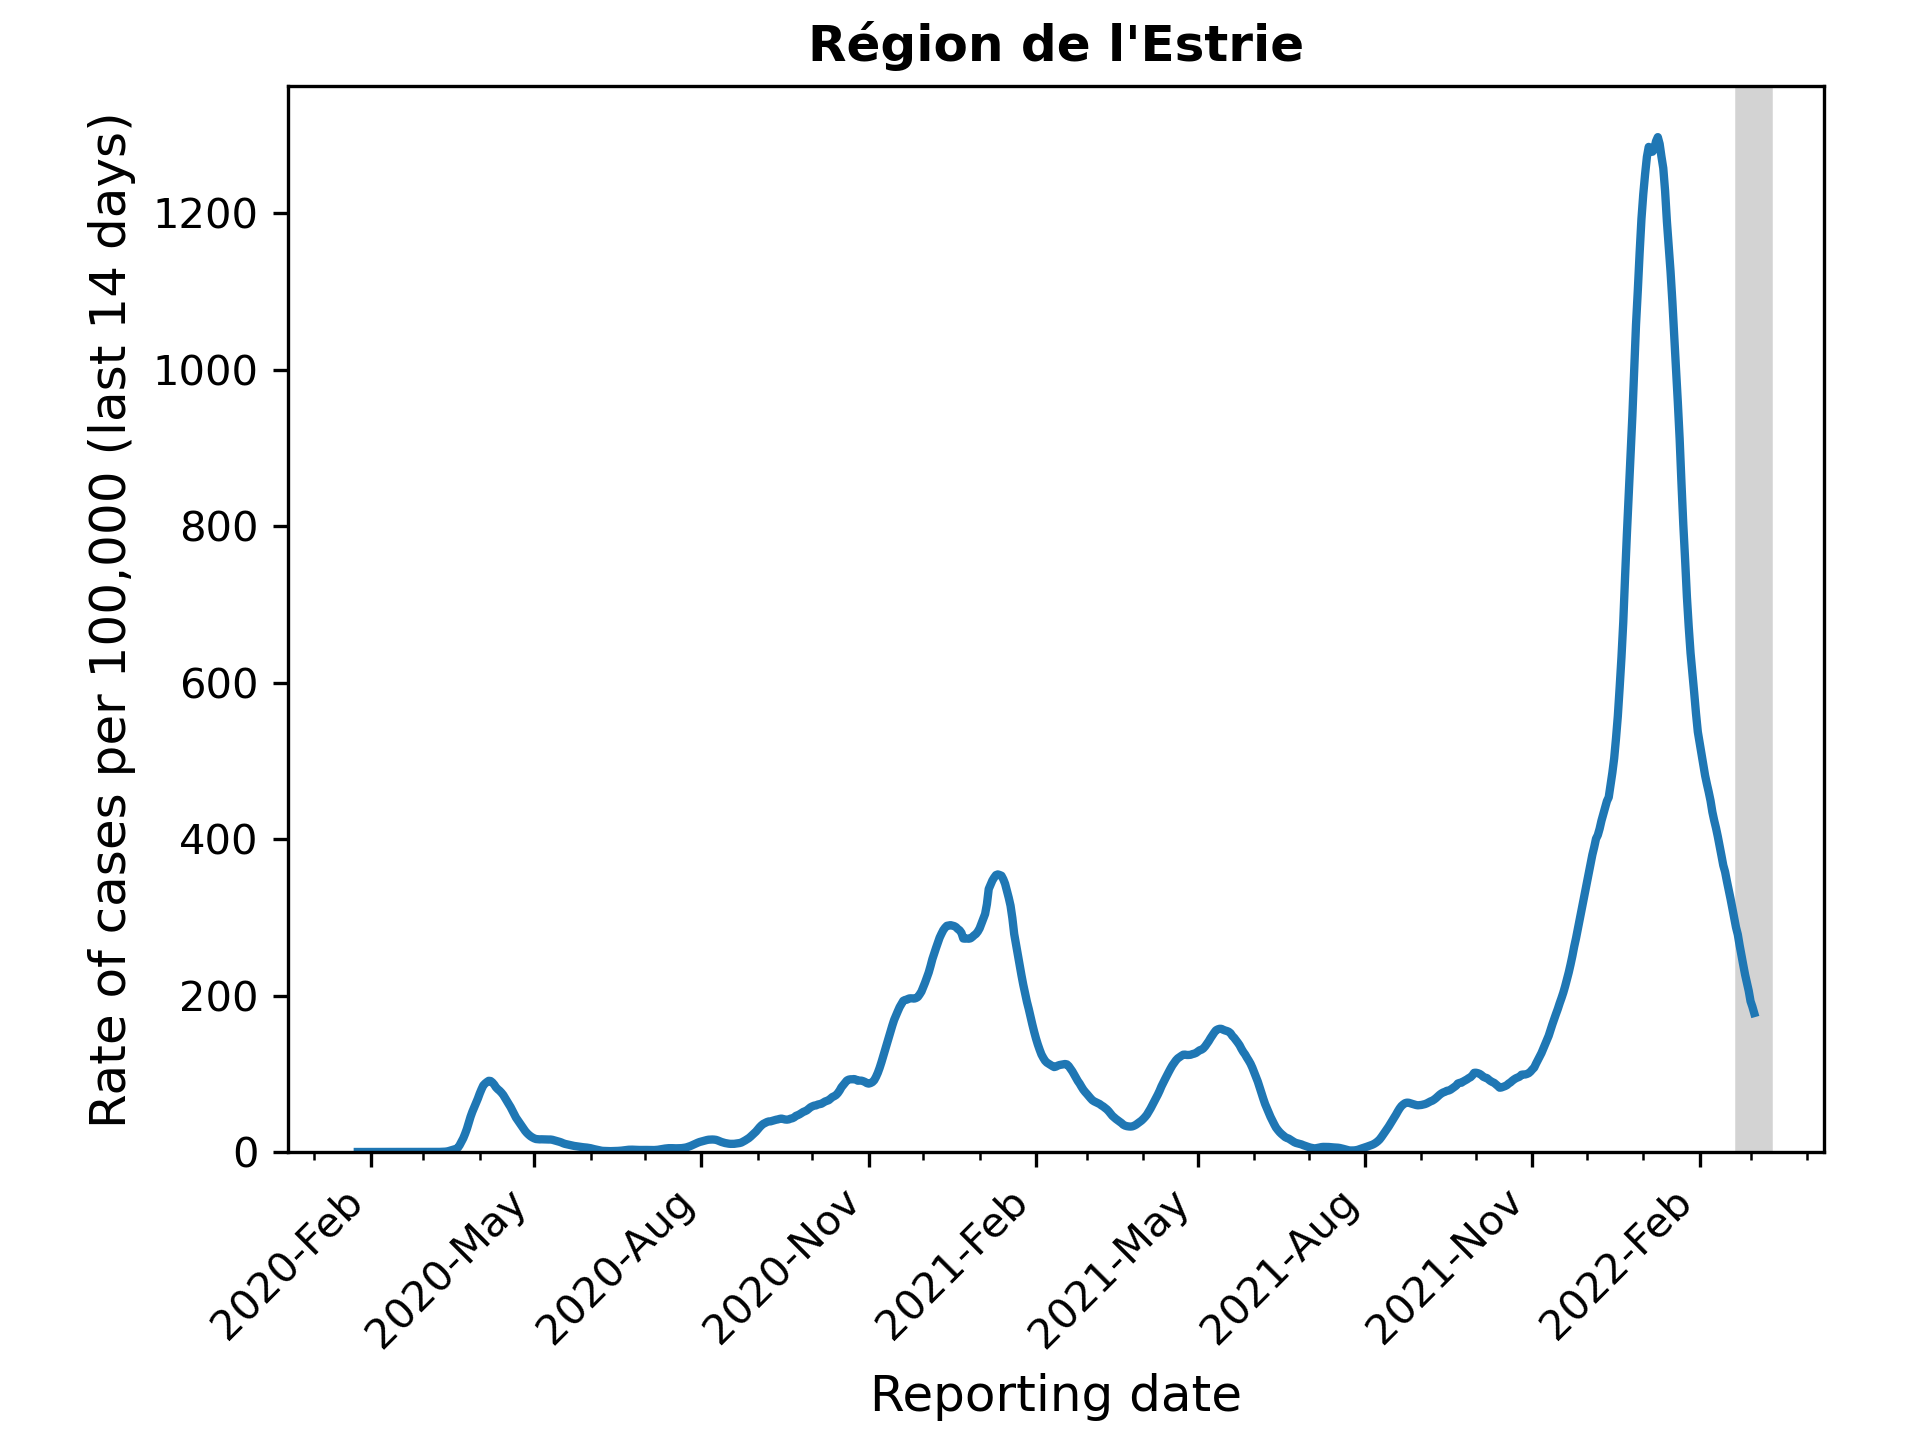 Région de l'Estrie
Rate of cases per 100,000 (last 14 days)
1200
1000
800
600
400
200
0
2020-Feb
2020-May
2020-Aug
2020-Nov
2021-Feb
2021-May
2021-Aug
2021-Nov
2022-Feb
Reporting date